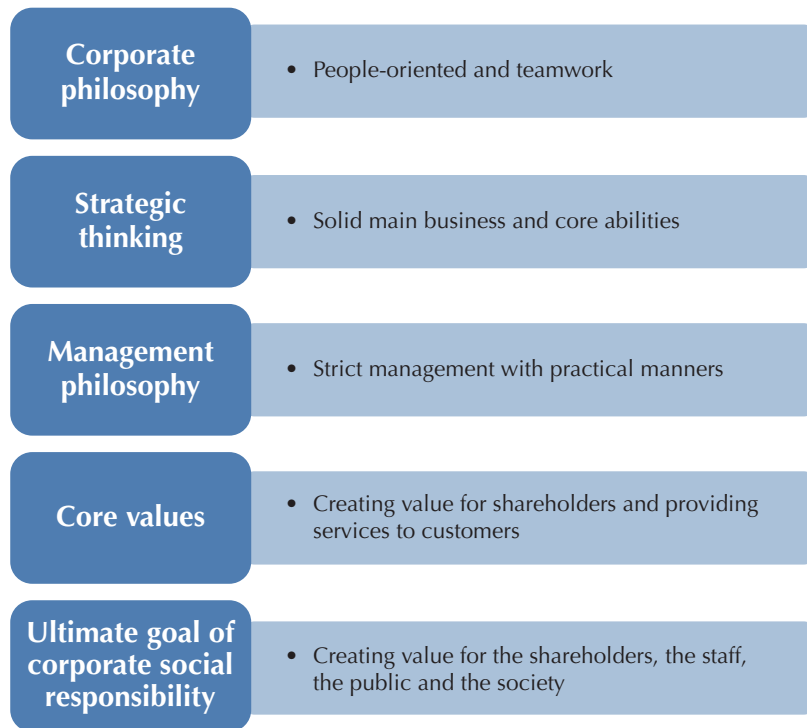 Corporate
philosophy
• People-oriented and teamwork
Strategic
thinking
• Solid main business and core abilities
Management
philosophy
• Strict management with practical manners
Core values
• Creating value for shareholders and providing
services to customers
Ultimate goal of
corporate social
responsibility
• Creating value for the shareholders, the staff,
the public and the society